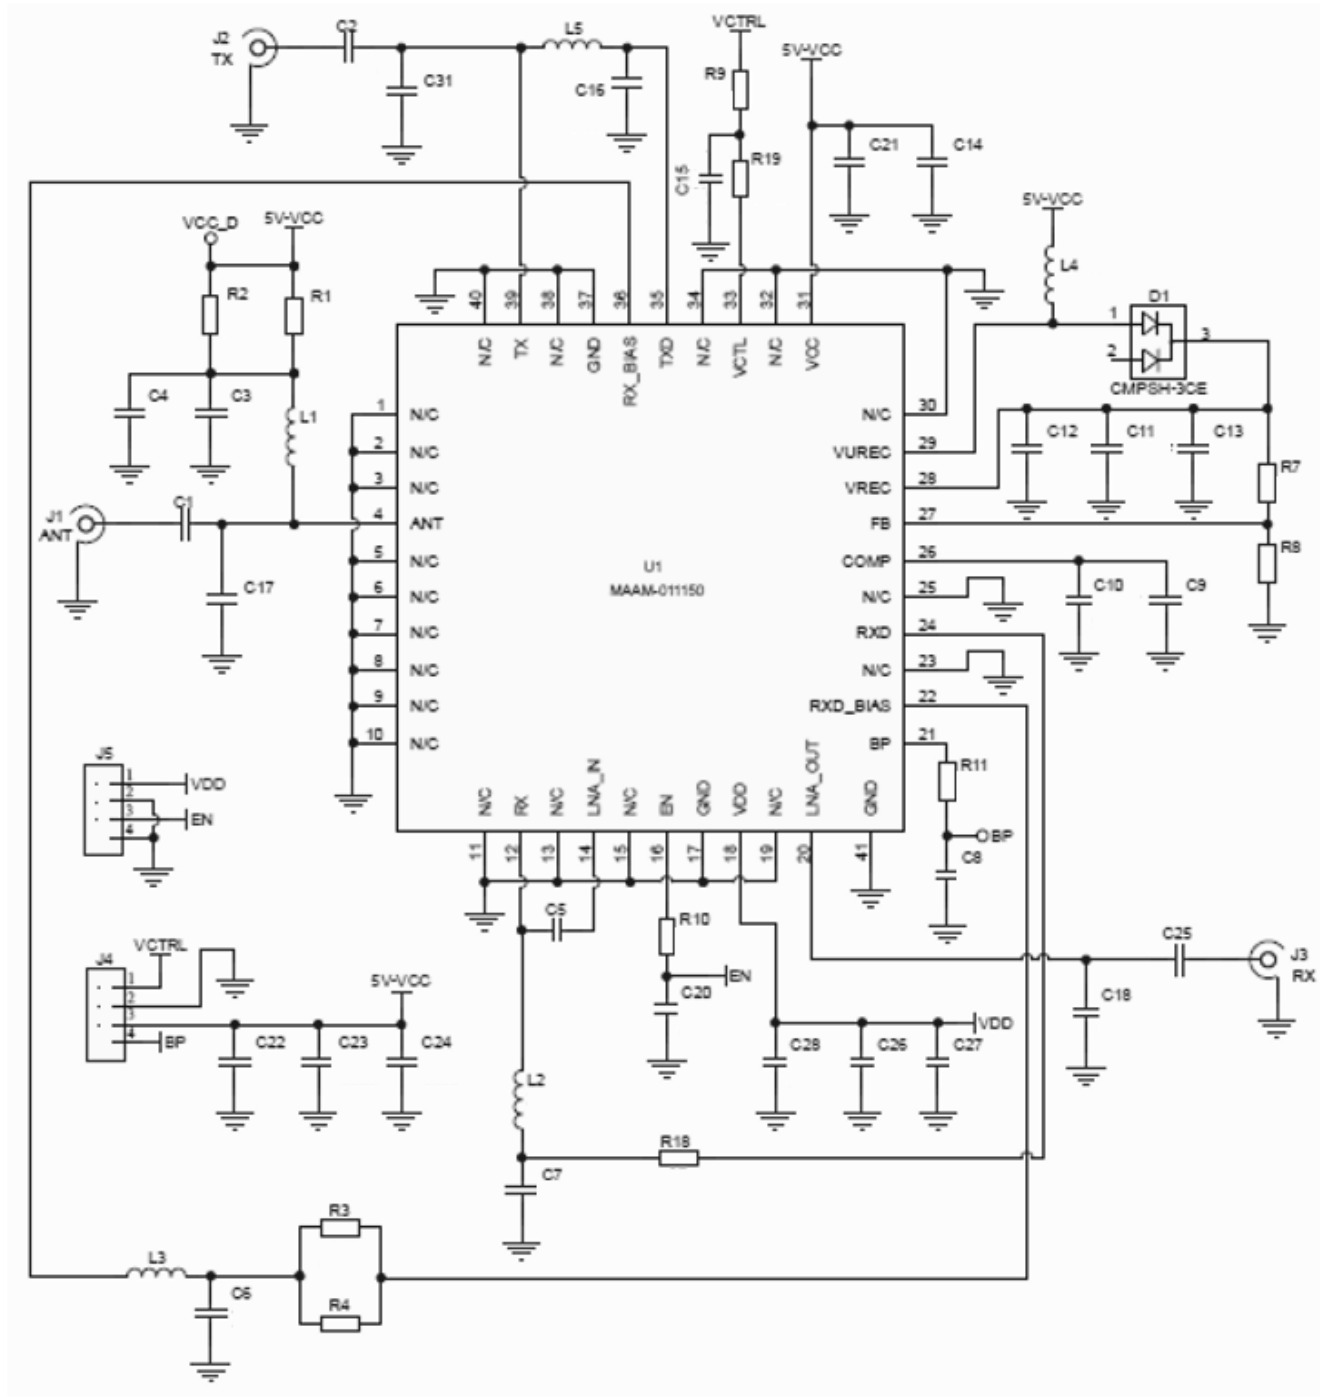 J2
TX
C2
C31
L5
C16
VCTRL
R9
C15
R19
5V-VCC
C21
C14
5V-VCC
L4
D1
1
2
3
CMPSH-3CE
VCC_D
5V-VCC
R2
R1
C4
C3
L1
J1
ANT
C1
C17
40 39 38 37 36 35 34 33 32 31
N/C TX N/C GND RX_BIAS TXD N/C VCTL N/C VCC
1 N/C
2 N/C
3 N/C
4 ANT
5 N/C
6 N/C
7 N/C
8 N/C
9 N/C
10 N/C
U1
MAAM-011150
N/C 30
VUREC 29
VREC 28
FB 27
COMP 26
N/C 25
RXD 24
N/C 23
RXD_BIAS 22
BP 21
C12
C11
C13
R7
R8
C10
C9
N/C RX N/C LNA_IN N/C EN GND VDD N/C LNA_OUT GND
11 12 13 14 15 16 17 18 19 20 41
R11
BP
C8
J5
1
2
3
4
VDD
EN
C5
R10
EN
C20
C25
J3
RX
C18
VCTRL
J4
1
2
3
4
BP
5V-VCC
C22
C23
C24
C28
C26
C27
VDD
L2
R18
C7
R3
L3
C6
R4